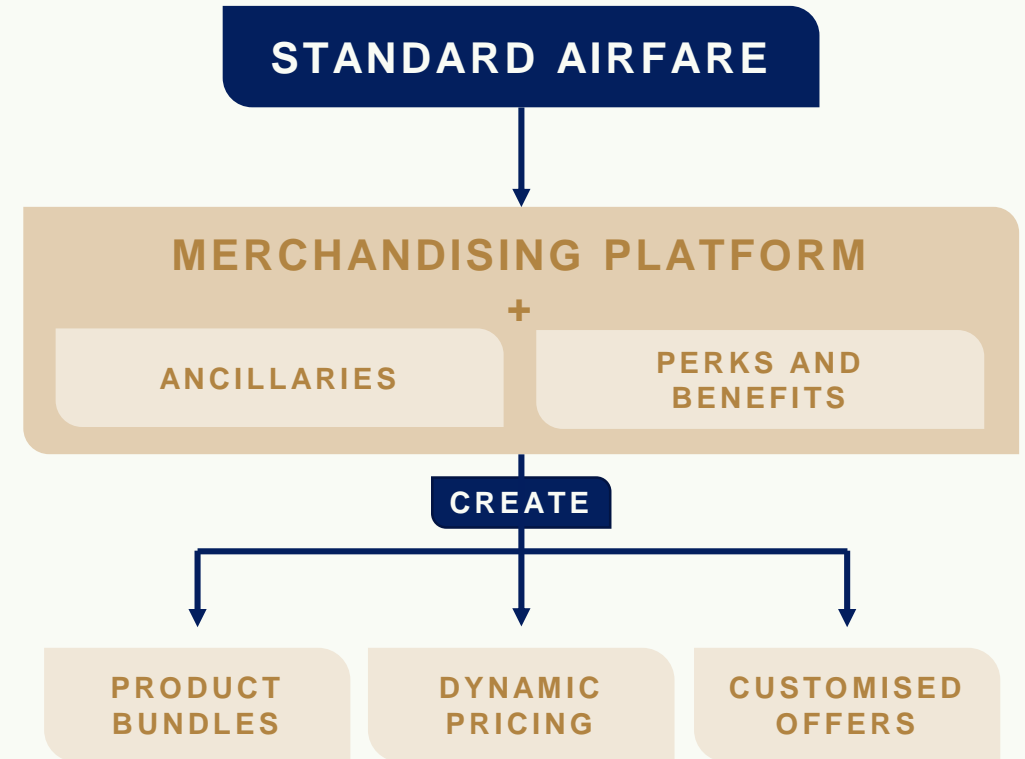 STANDARD AIRFARE
MERCHANDISING PLATFORM
+
ANCILLARIES
PERKS AND
BENEFITS
CREATE
PRODUCT
BUNDLES
DYNAMIC
PRICING
CUSTOMISED
OFFERS